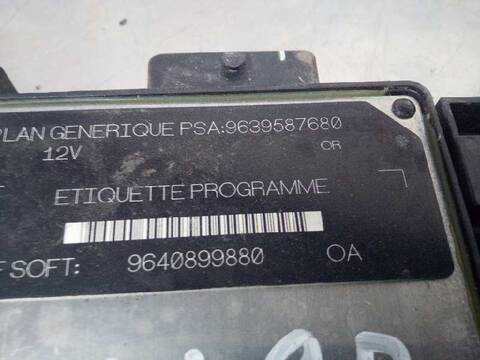 PLAN GENERIQUE PSA:9639587680
12V OR
ETIQUETTE PROGRAMME
F SOFT: 9640899880 OA